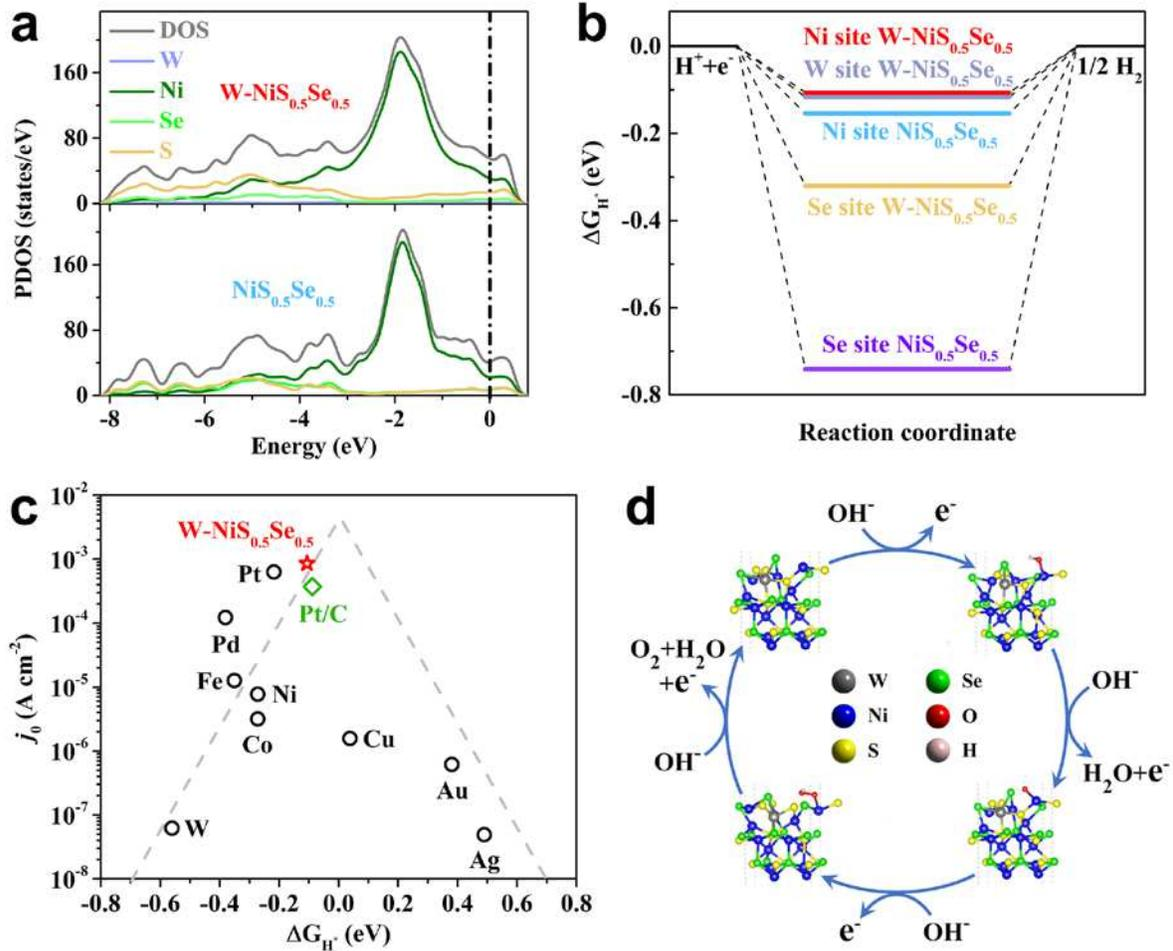 a
DOS
W
Ni
Se
S
W-NiS₀.₅Se₀.₅
NiS₀.₅Se₀.₅
160
80
0
160
80
0
PDOS (states/eV)
-8 -6 -4 -2 0
Energy (eV)
b
0.0
-0.2
-0.4
-0.6
-0.8
ΔG_H* (eV)
H⁺+e⁻
1/2 H₂
Ni site W-NiS₀.₅Se₀.₅
W site W-NiS₀.₅Se₀.₅
Ni site NiS₀.₅Se₀.₅
Se site W-NiS₀.₅Se₀.₅
Se site NiS₀.₅Se₀.₅
Reaction coordinate
c
10⁻²
10⁻³
10⁻⁴
10⁻⁵
10⁻⁶
10⁻⁷
10⁻⁸
j₀ (A cm⁻²)
W-NiS₀.₅Se₀.₅
Pt
Pt/C
Pd
Fe
Ni
Co
Cu
Au
W
Ag
-0.8 -0.6 -0.4 -0.2 0.0 0.2 0.4 0.6 0.8
ΔG_H* (eV)
d
OH⁻ e⁻
O₂+H₂O
+e⁻
OH⁻
OH⁻
H₂O+e⁻
W Se
Ni O
S H
e⁻ OH⁻